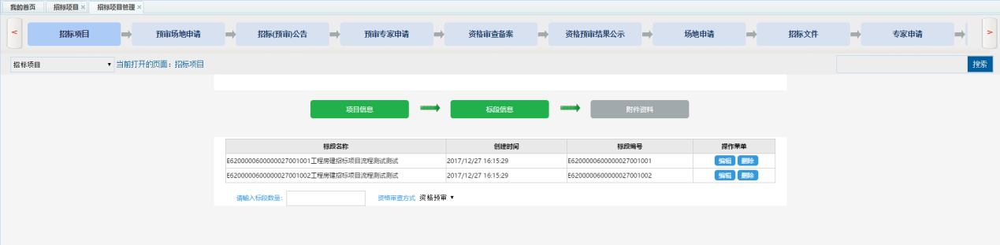 我的首页 招标项目 × 招标项目管理 ×
< 招标项目 预审场地申请 招标(预审)公告 预审专家申请 资格审查备案 资格预审结果公示 场地申请 招标文件 专家申请 >
招标项目 当前打开的页面：招标项目 搜索
项目信息 标段信息 附件资料
标段名称 创建时间 标段编号 操作菜单
E6200000600000027001001工程房建招标项目流程测试测试 2017/12/27 16:15:29 E6200000600000027001001 编辑 删除
E6200000600000027001002工程房建招标项目流程测试测试 2017/12/27 16:15:29 E6200000600000027001002 编辑 删除
请输入标段数量： 资格审查方式 资格预审